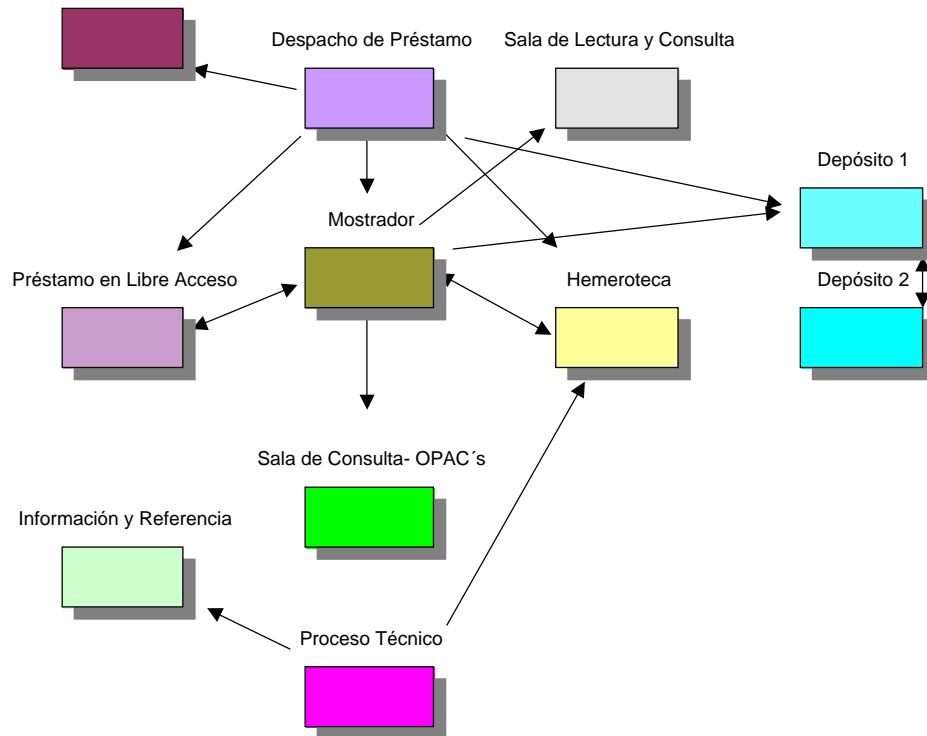 Despacho de Préstamo
Sala de Lectura y Consulta
Depósito 1
Mostrador
Préstamo en Libre Acceso
Hemeroteca
Depósito 2
Sala de Consulta- OPAC´s
Información y Referencia
Proceso Técnico